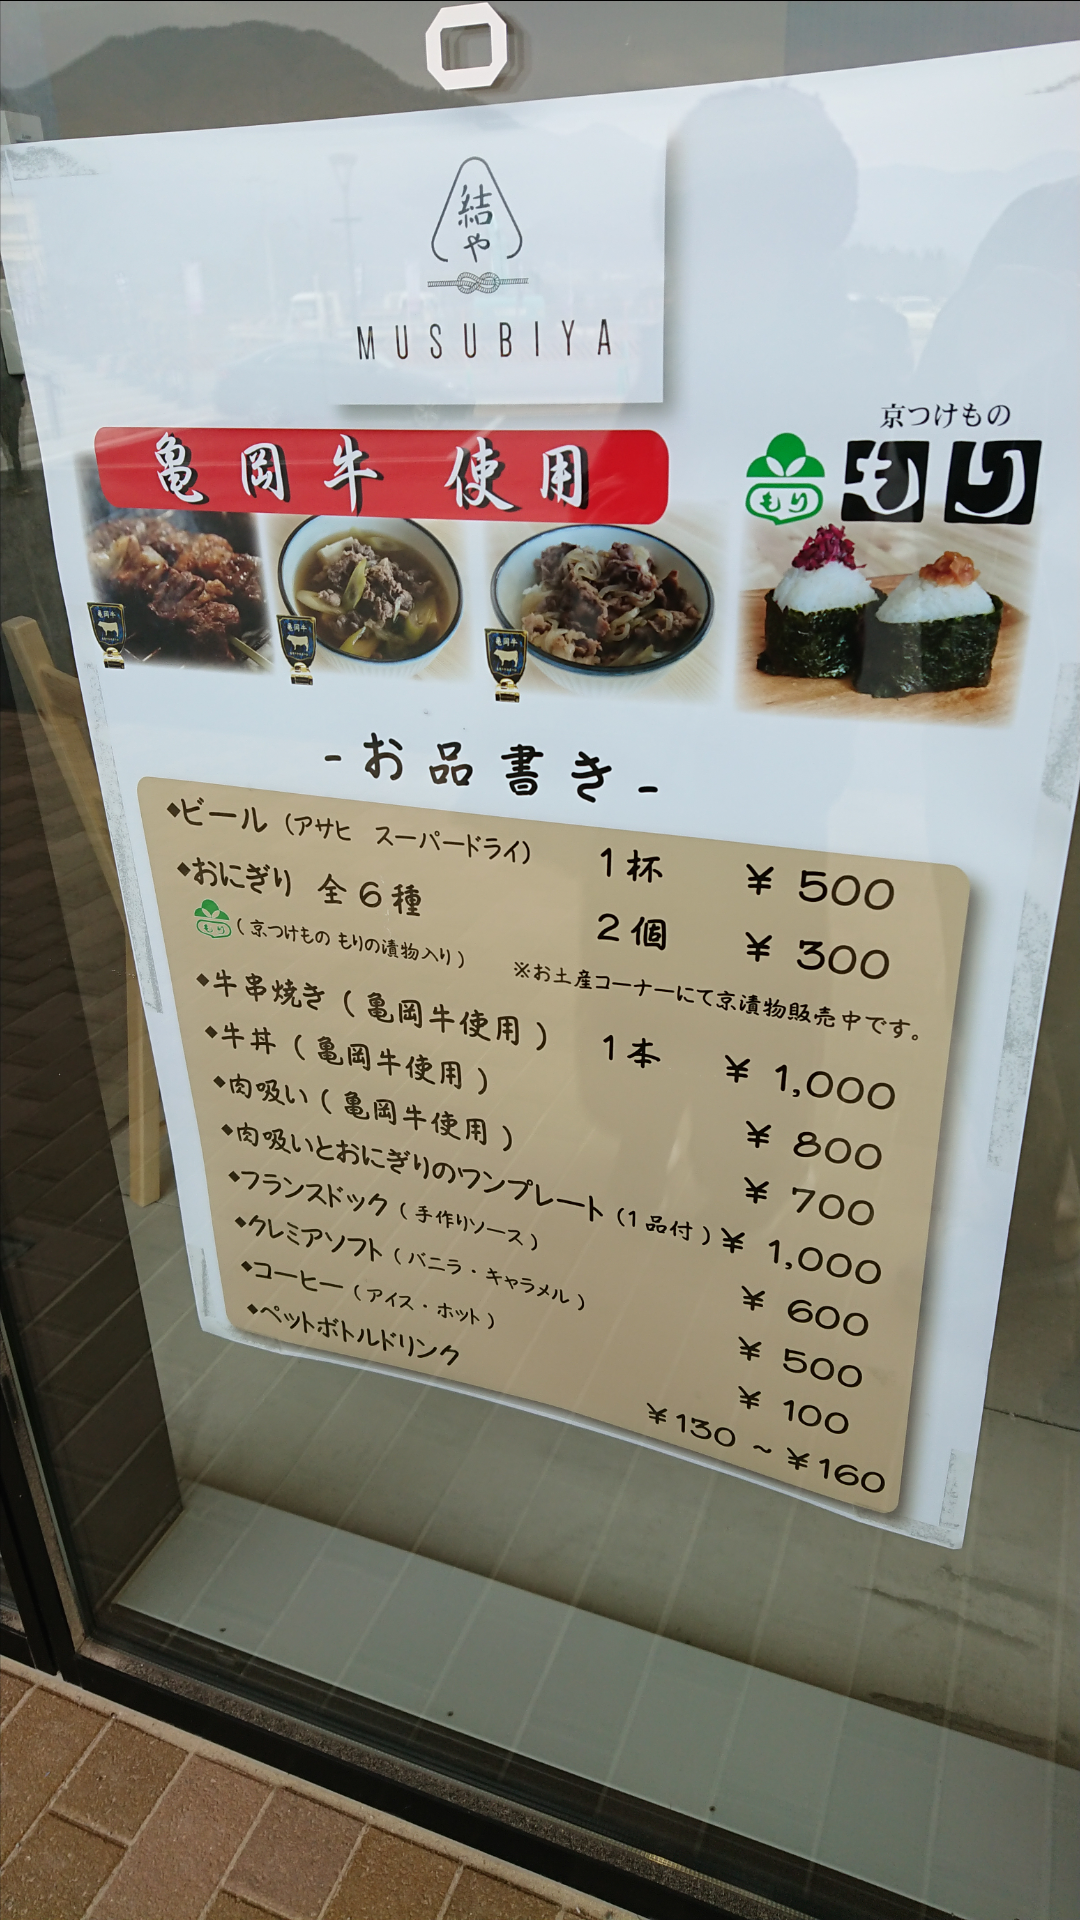 結や
MUSUBIYA
亀岡牛 使用
京つけもの
もり
もり
亀岡牛
亀岡牛
亀岡牛
-お品書き-
◆ビール(アサヒ スーパードライ) 1杯 ¥500
◆おにぎり 全6種 2個 ¥300
もり (京つけもの もりの漬物入り)
※お土産コーナーにて京漬物販売中です。
◆牛串焼き(亀岡牛使用) 1本 ¥1,000
◆牛丼(亀岡牛使用) ¥800
◆肉吸い(亀岡牛使用) ¥700
◆肉吸いとおにぎりのワンプレート(1品付) ¥1,000
◆フランスドック(手作りソース) ¥600
◆クレミアソフト(バニラ・キャラメル) ¥500
◆コーヒー(アイス・ホット) ¥100
◆ペットボトルドリンク ¥130~¥160